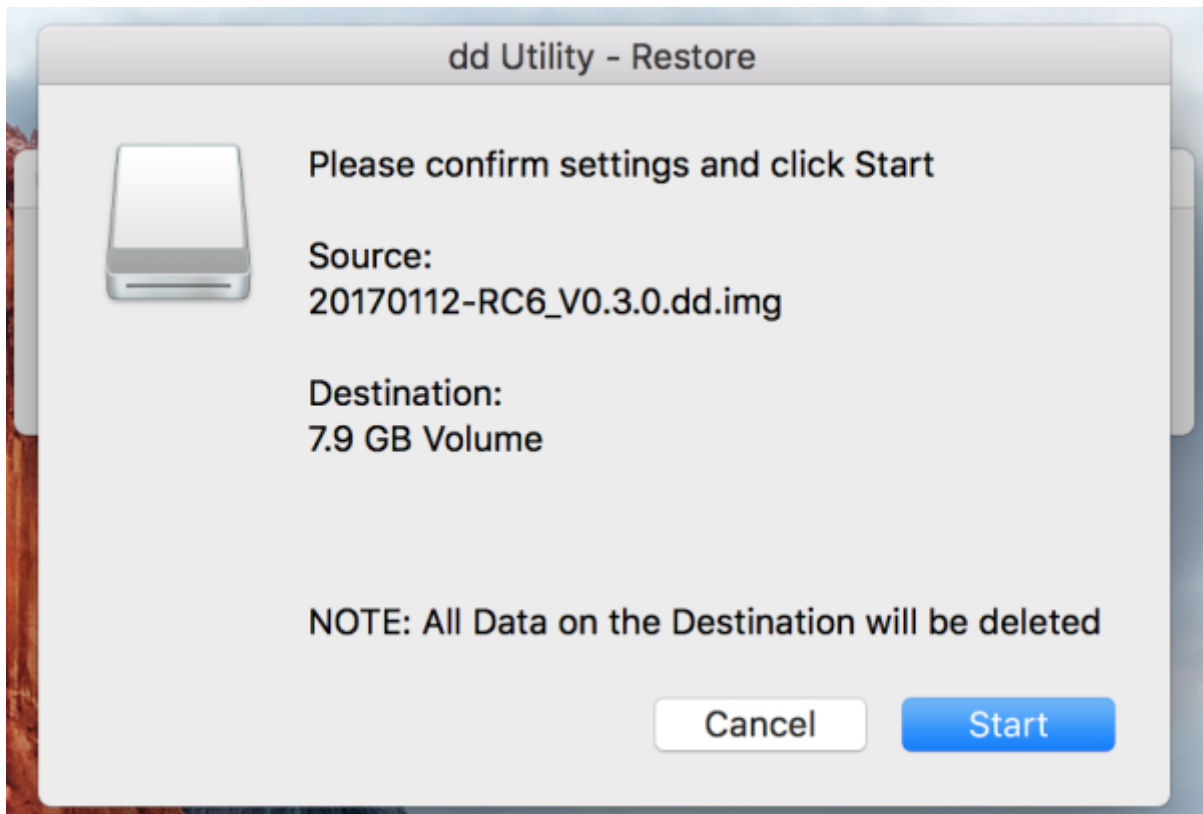 dd Utility - Restore
Please confirm settings and click Start
Source:
20170112-RC6_V0.3.0.dd.img
Destination:
7.9 GB Volume
NOTE: All Data on the Destination will be deleted
Cancel
Start